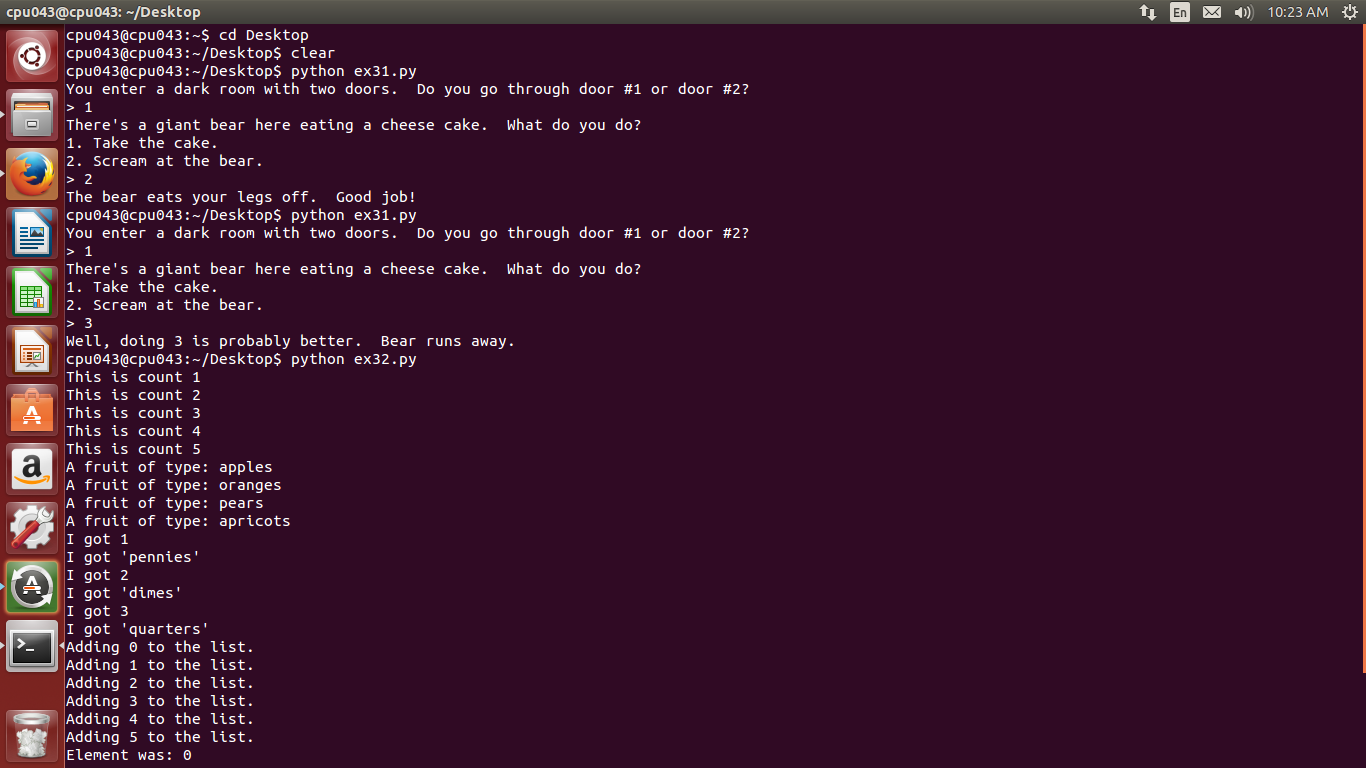 cpu043@cpu043: ~/Desktop
En
10:23 AM
cpu043@cpu043:~$ cd Desktop
cpu043@cpu043:~/Desktop$ clear
cpu043@cpu043:~/Desktop$ python ex31.py
You enter a dark room with two doors.  Do you go through door #1 or door #2?
> 1
There's a giant bear here eating a cheese cake.  What do you do?
1. Take the cake.
2. Scream at the bear.
> 2
The bear eats your legs off.  Good job!
cpu043@cpu043:~/Desktop$ python ex31.py
You enter a dark room with two doors.  Do you go through door #1 or door #2?
> 1
There's a giant bear here eating a cheese cake.  What do you do?
1. Take the cake.
2. Scream at the bear.
> 3
Well, doing 3 is probably better.  Bear runs away.
cpu043@cpu043:~/Desktop$ python ex32.py
This is count 1
This is count 2
This is count 3
This is count 4
This is count 5
A fruit of type: apples
A fruit of type: oranges
A fruit of type: pears
A fruit of type: apricots
I got 1
I got 'pennies'
I got 2
I got 'dimes'
I got 3
I got 'quarters'
Adding 0 to the list.
Adding 1 to the list.
Adding 2 to the list.
Adding 3 to the list.
Adding 4 to the list.
Adding 5 to the list.
Element was: 0